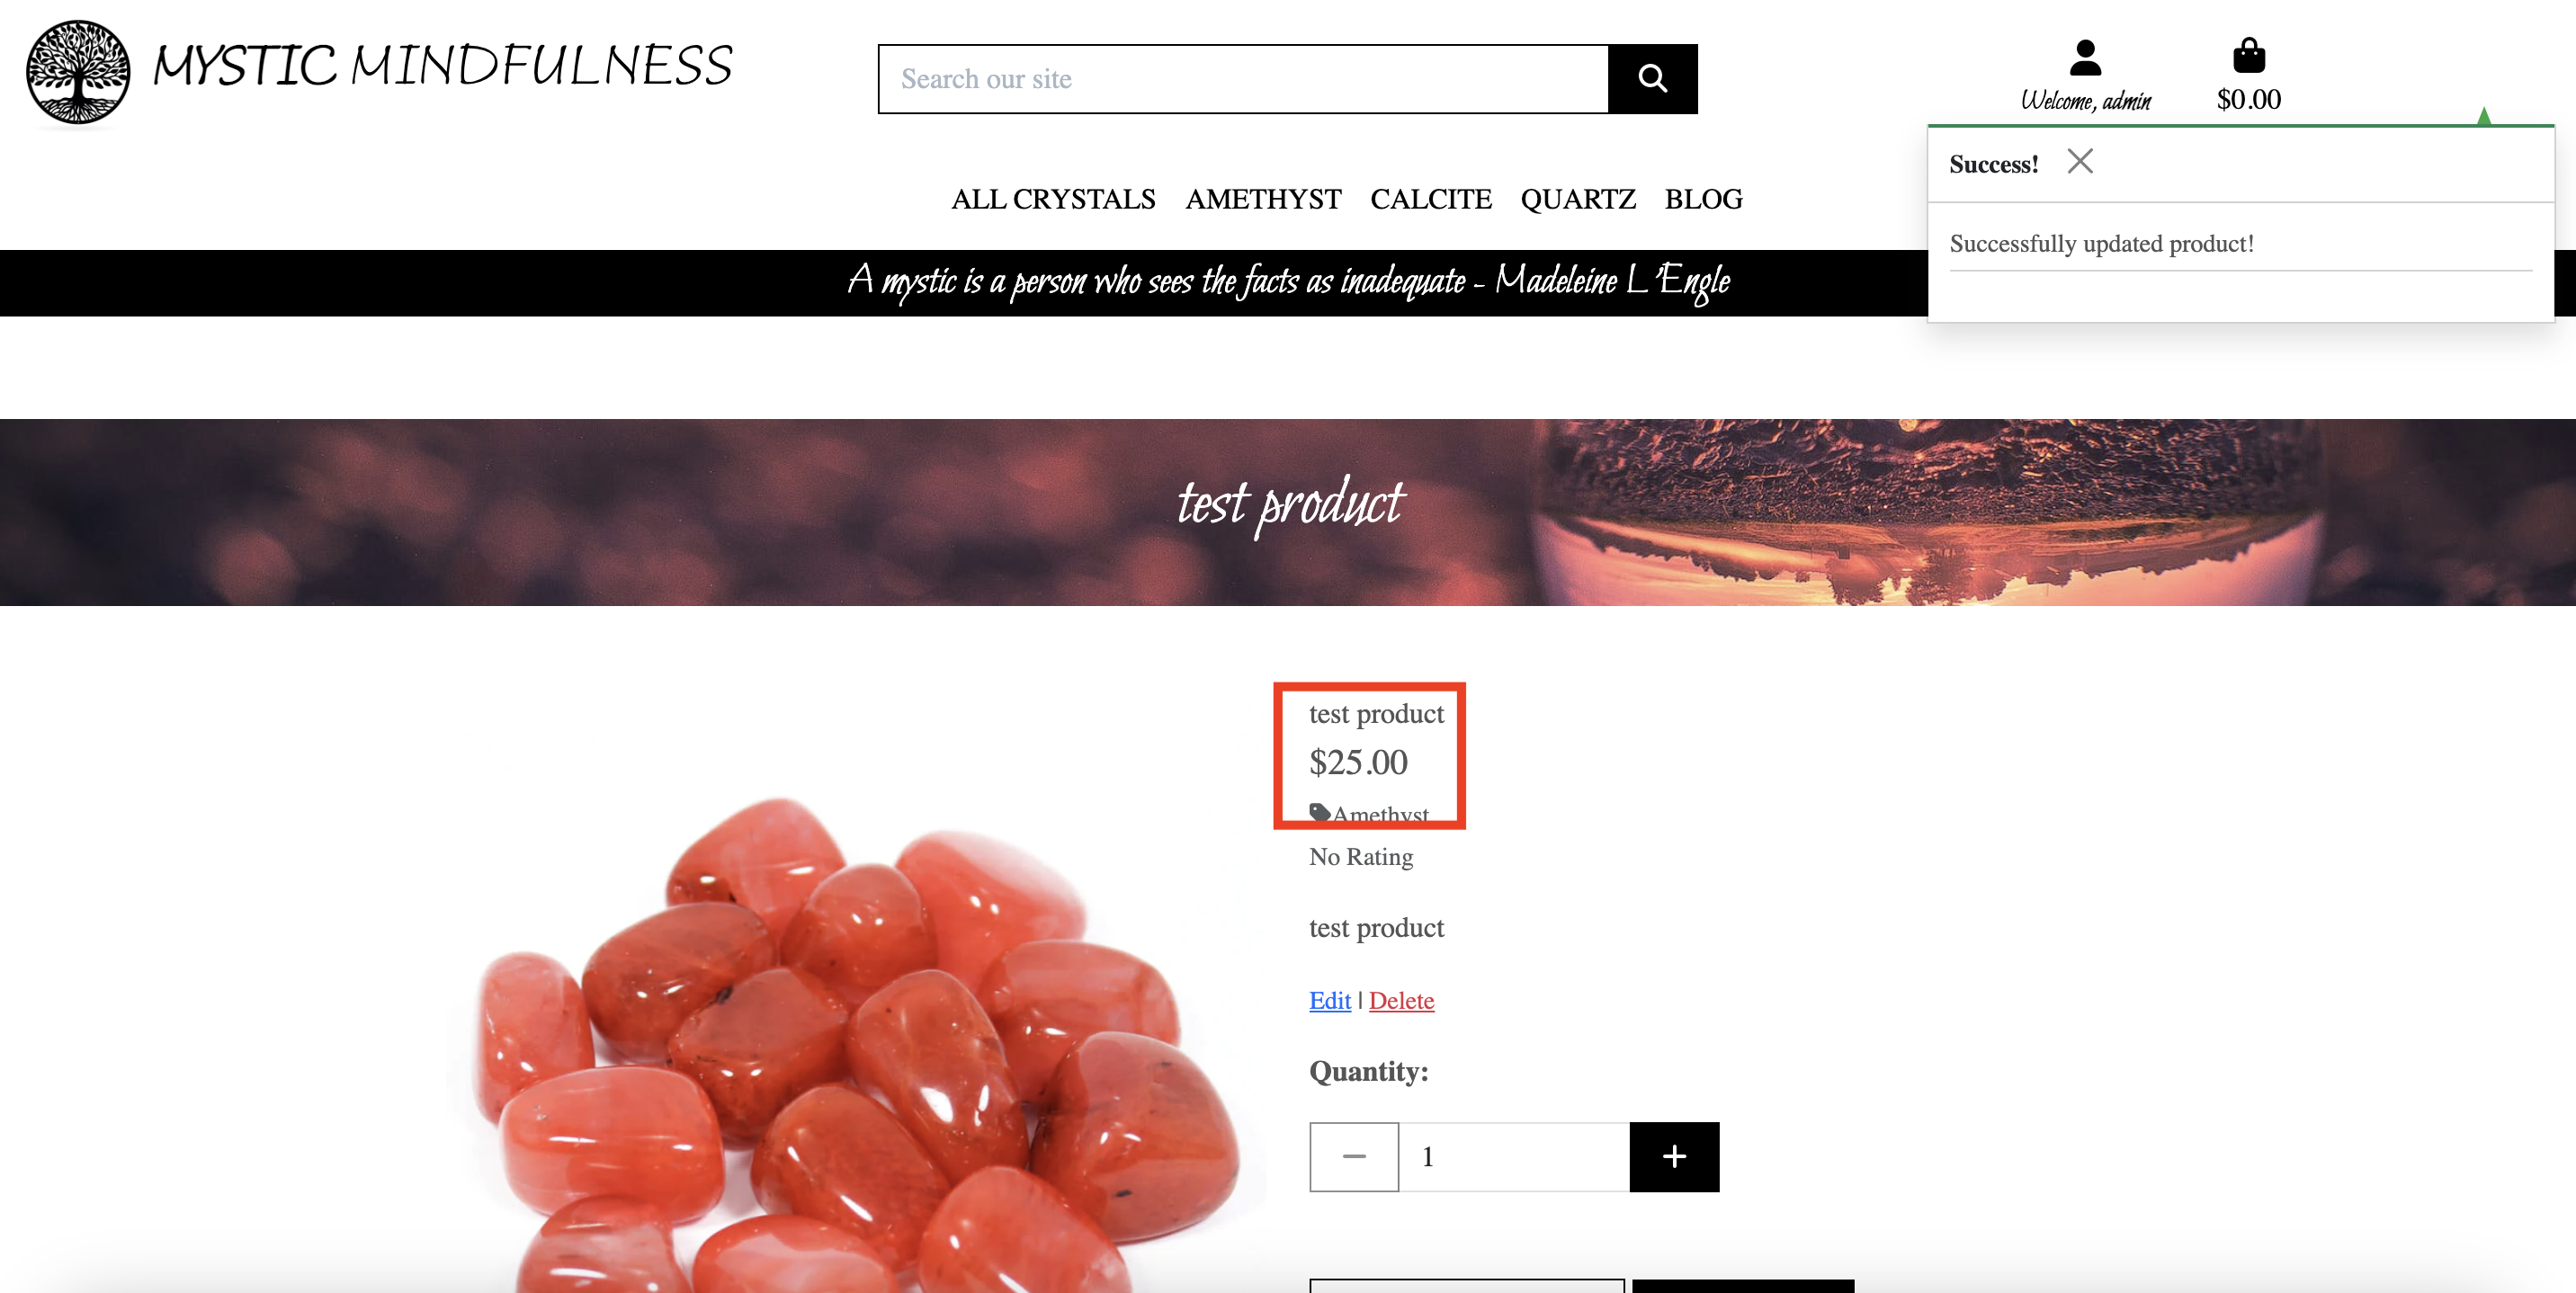 MYSTIC MINDFULNESS
Search our site
Welcome, admin
$0.00
Success!
Successfully updated product!
ALL CRYSTALS AMETHYST CALCITE QUARTZ BLOG
A mystic is a person who sees the facts as inadequate - Madeleine L'Engle
test product
test product
$25.00
Amethyst
No Rating
test product
Edit | Delete
Quantity:
1